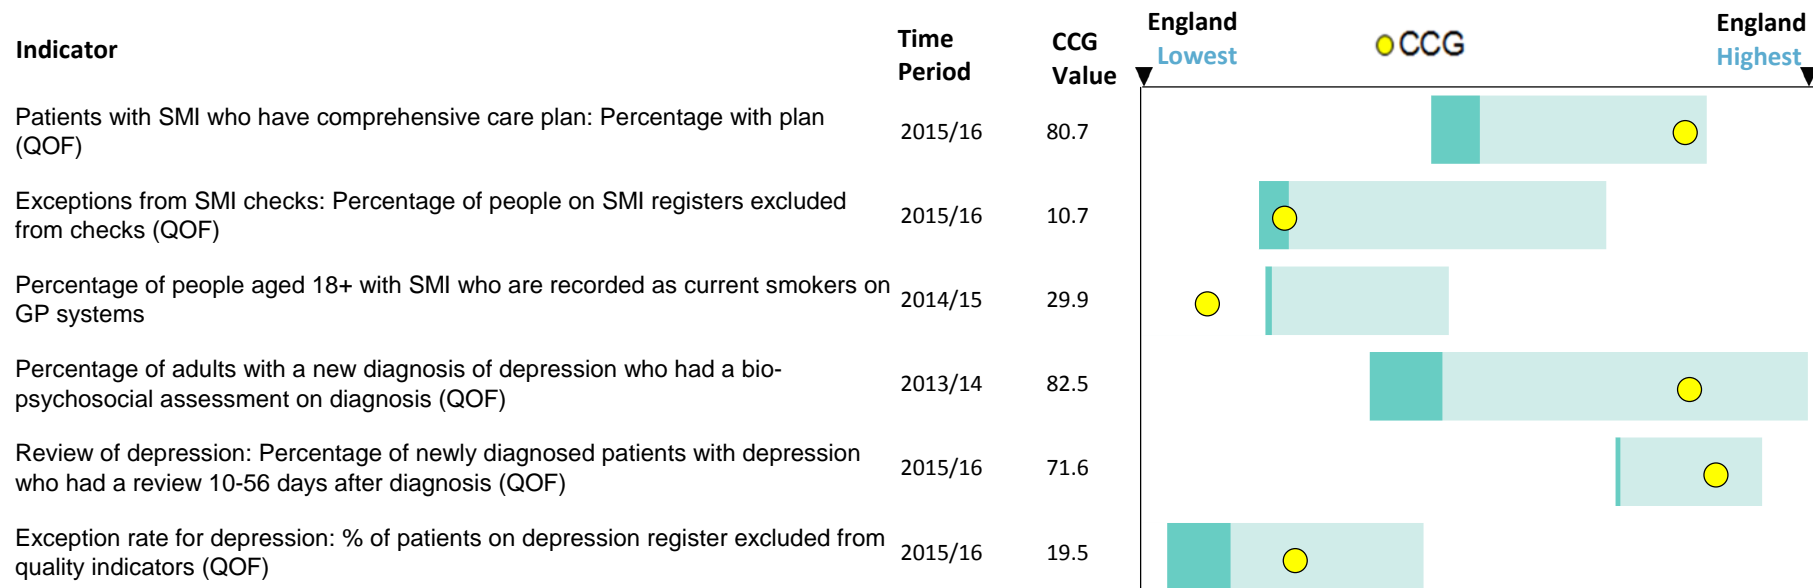 Indicator
Time
Period
CCG
Value
England
Lowest
CCG
England
Highest
Patients with SMI who have comprehensive care plan: Percentage with plan
(QOF)
2015/16
80.7
Exceptions from SMI checks: Percentage of people on SMI registers excluded
from checks (QOF)
2015/16
10.7
Percentage of people aged 18+ with SMI who are recorded as current smokers on
GP systems
2014/15
29.9
Percentage of adults with a new diagnosis of depression who had a bio-
psychosocial assessment on diagnosis (QOF)
2013/14
82.5
Review of depression: Percentage of newly diagnosed patients with depression
who had a review 10-56 days after diagnosis (QOF)
2015/16
71.6
Exception rate for depression: % of patients on depression register excluded from
quality indicators (QOF)
2015/16
19.5